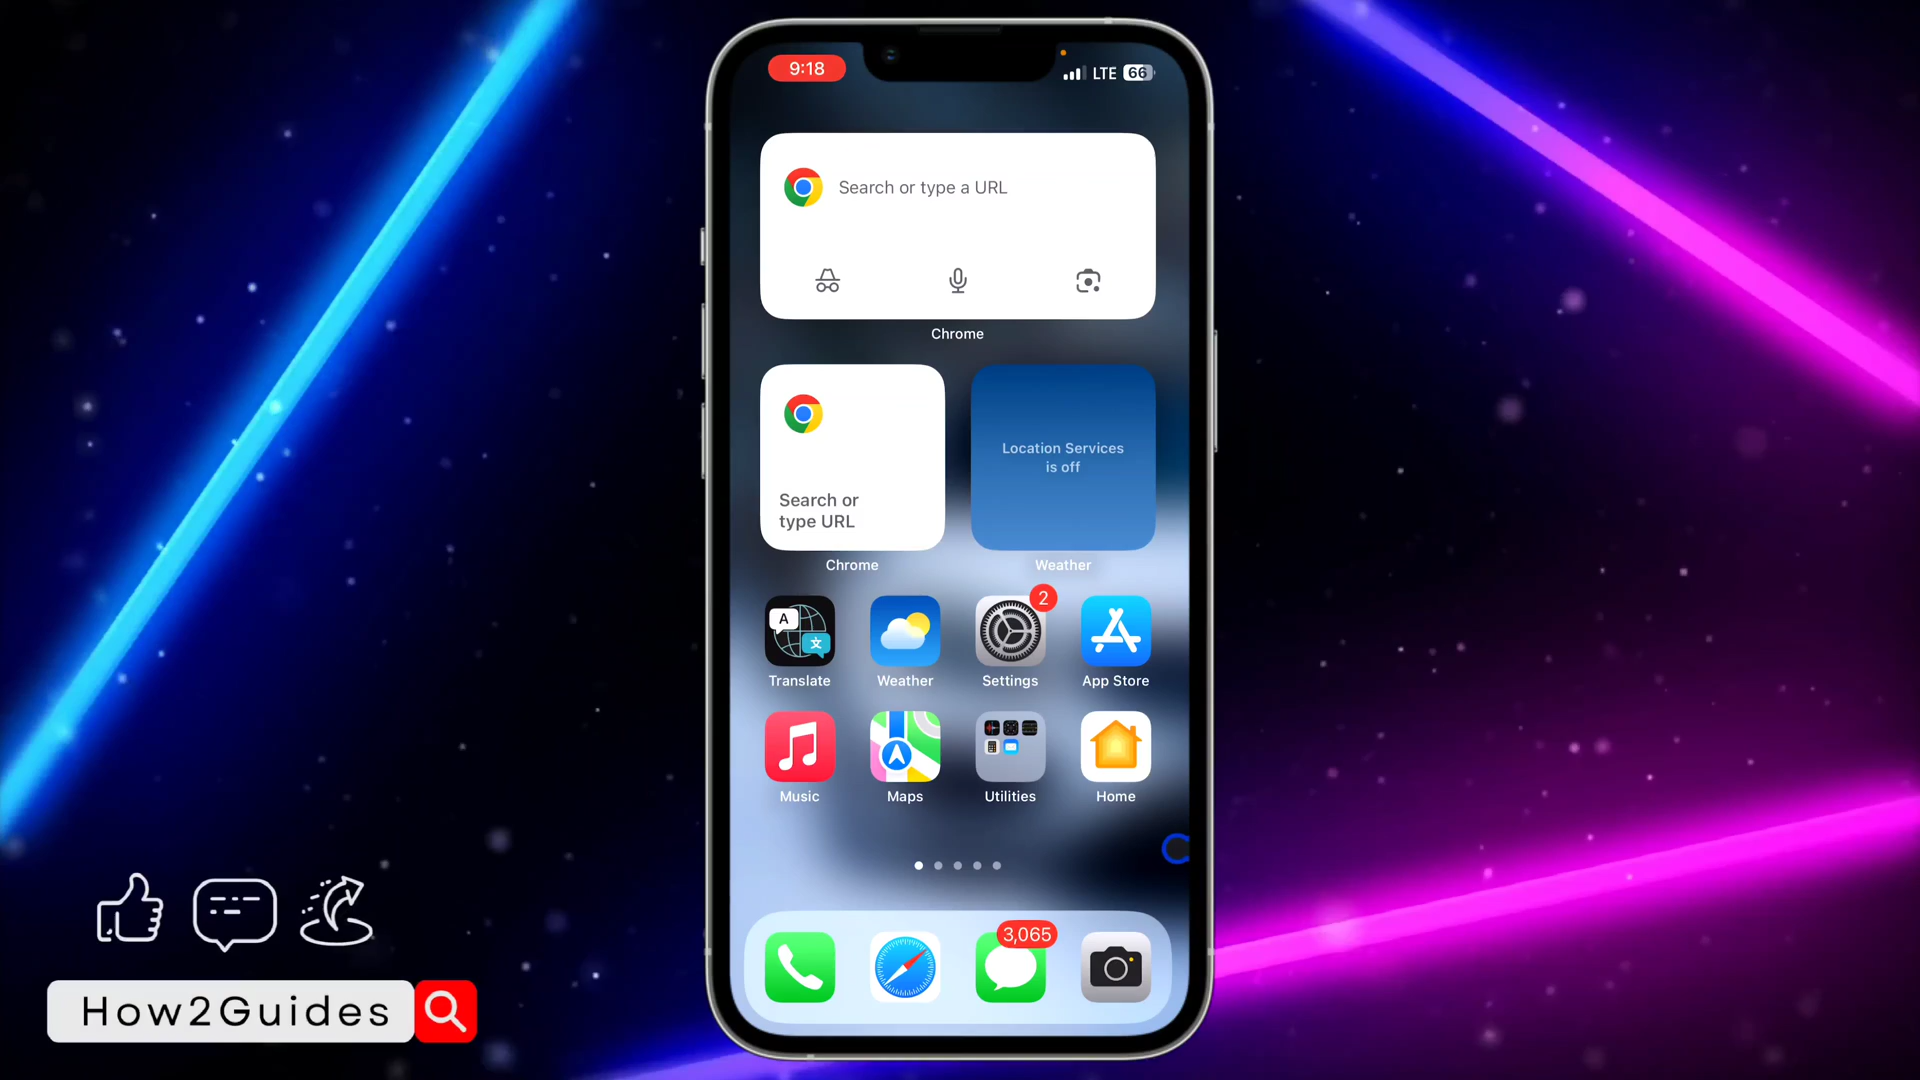 9:18
LTE 66
Search or type a URL
Chrome
Search or
type URL
Location Services
is off
Chrome
Weather
A
文
2
Translate
Weather
Settings
App Store
Music
Maps
Utilities
Home
3,065
How2Guides